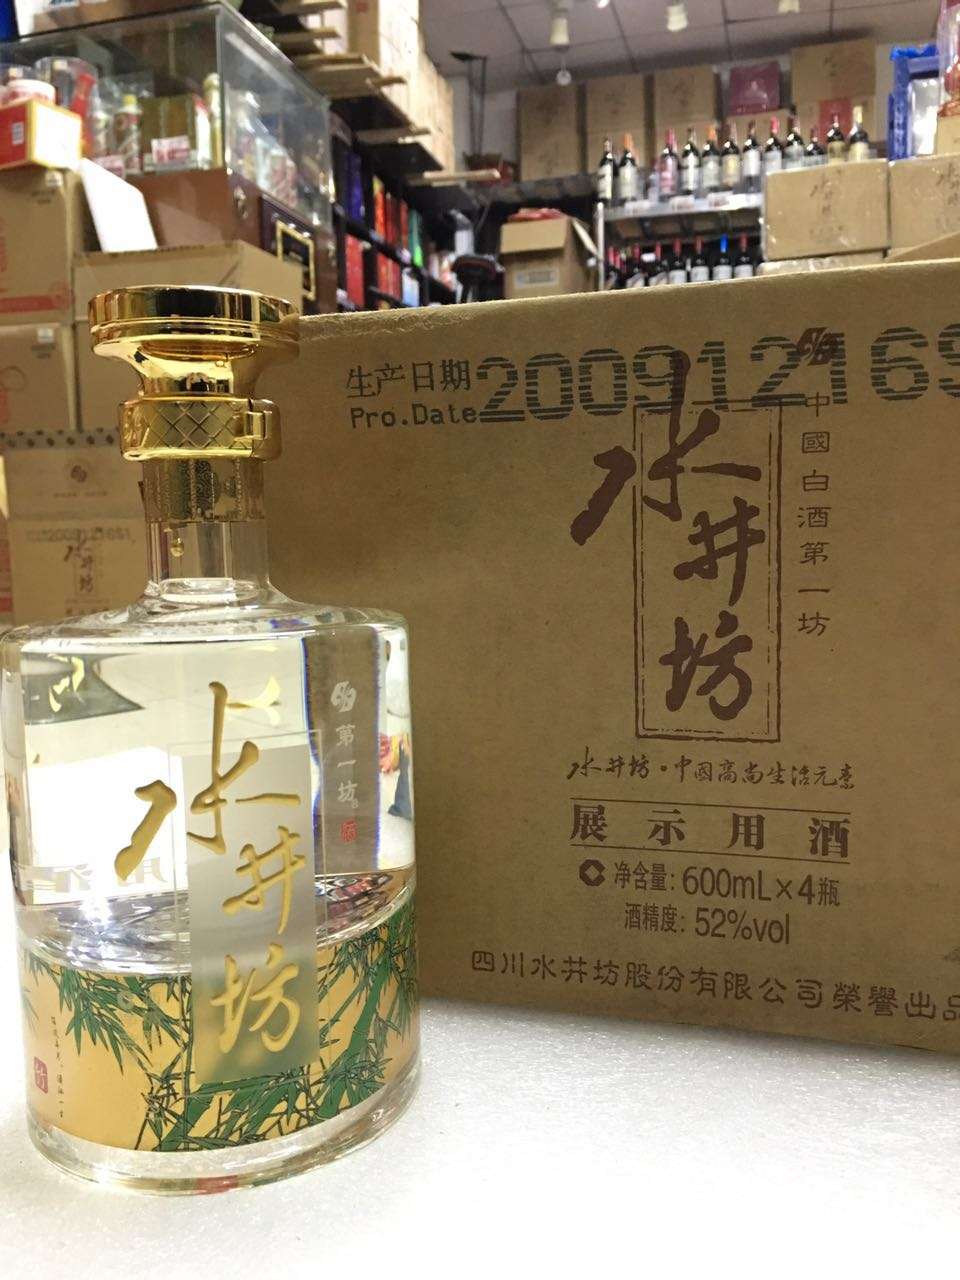 生产日期
Pro.Date
200912169S
中國白酒第一坊
水井坊
水井坊·中國高尚生活元素
展示用酒
净含量: 600mL×4瓶
酒精度: 52%vol
四川水井坊股份有限公司榮譽出品
水井坊
第一坊
竹